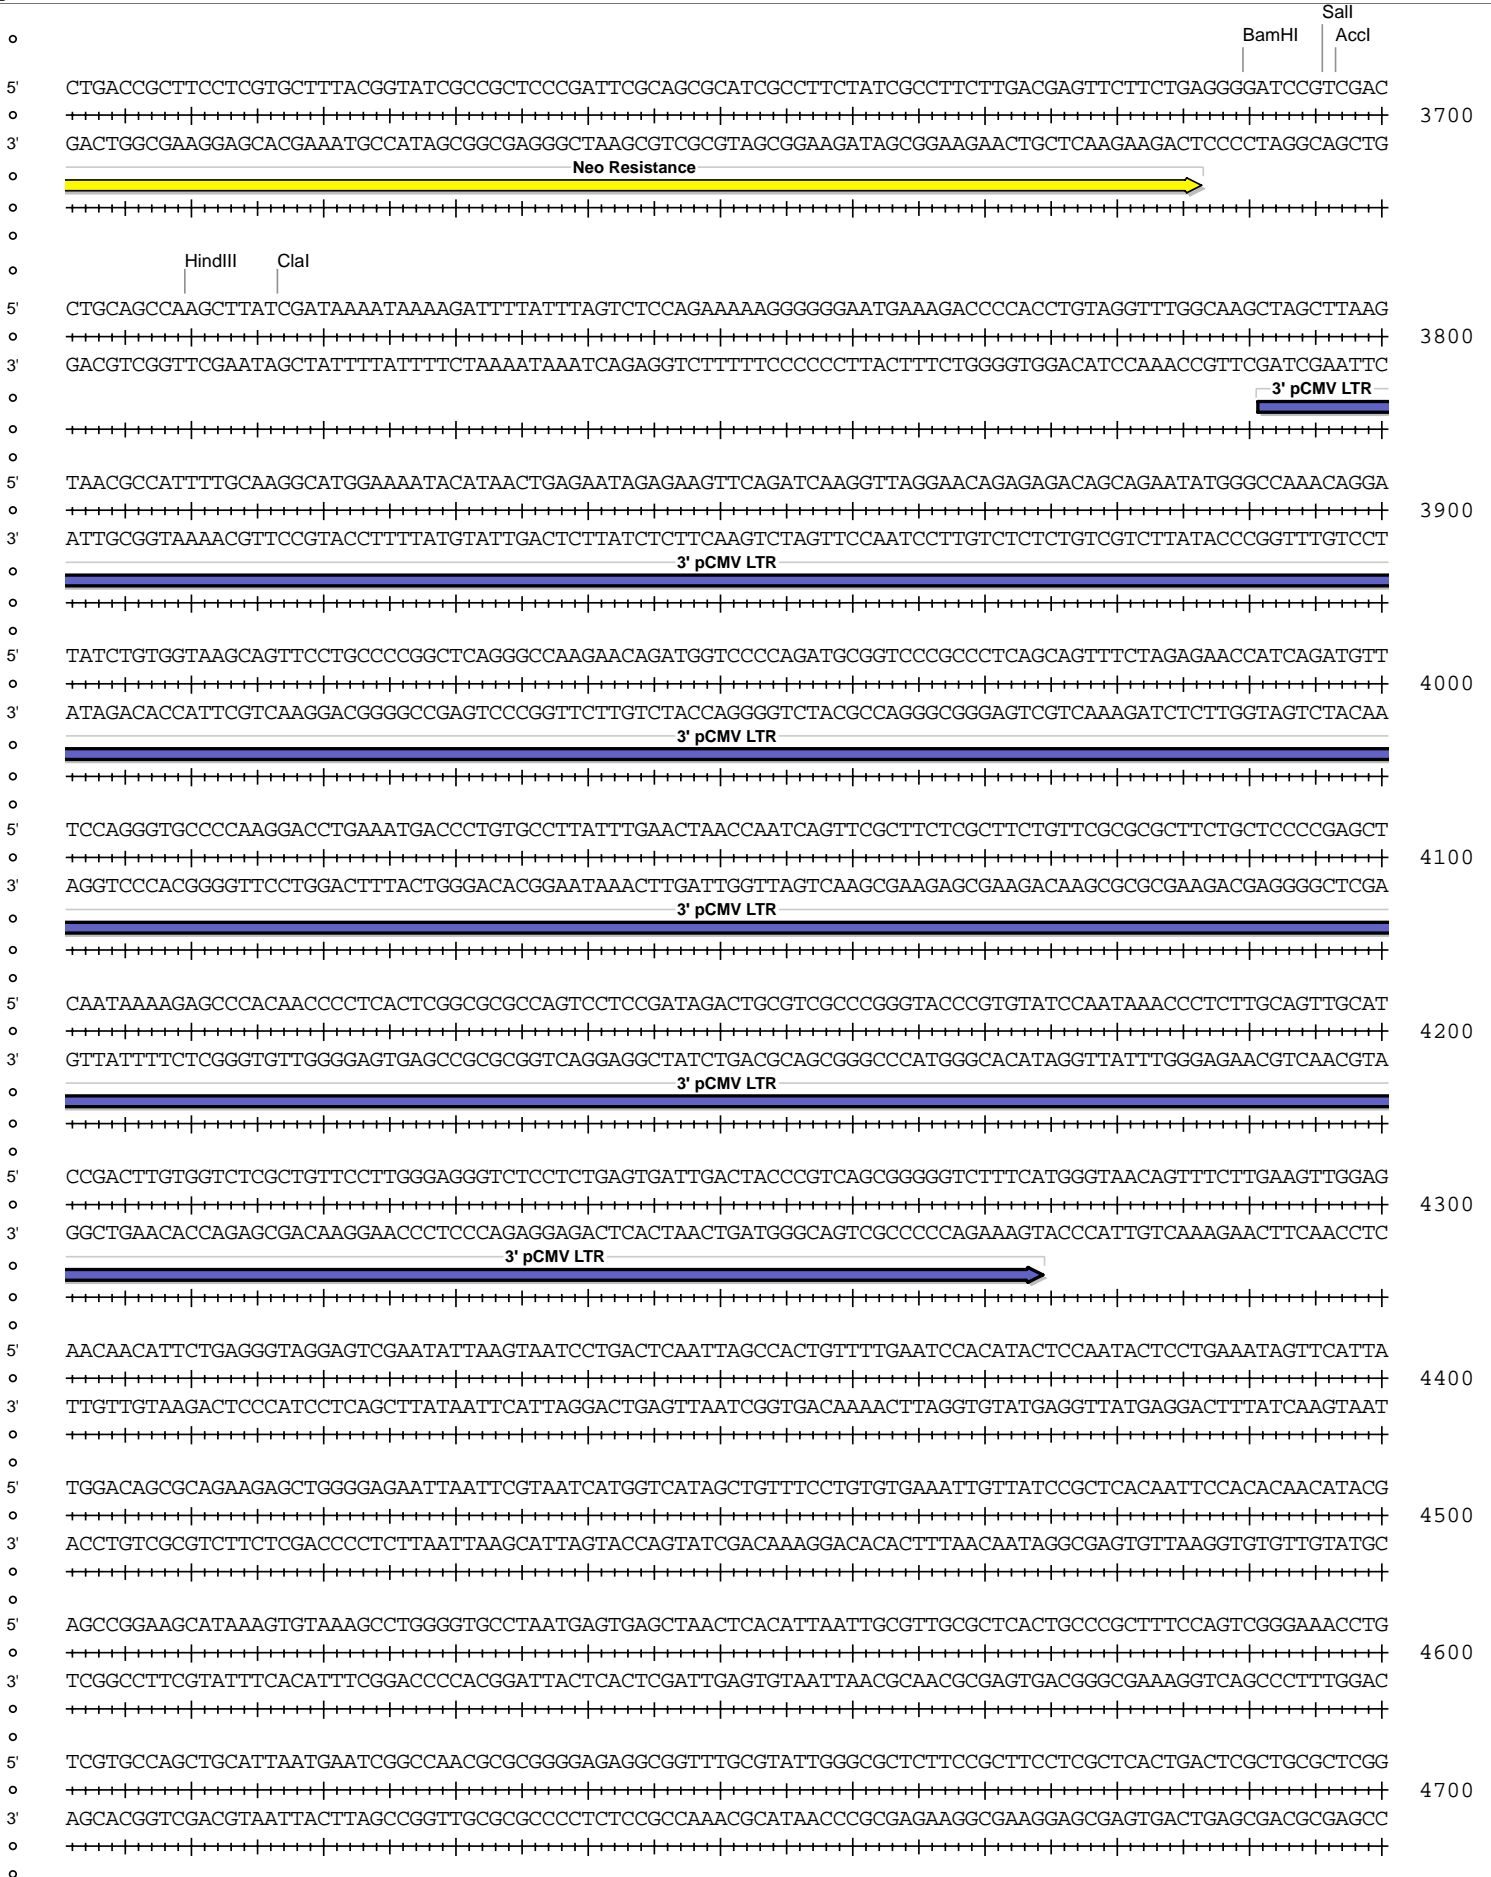 SalI
BamHI AccI
5' CTGACCGCTTCCTCGTGCTTTACGGTATCGCCGCTCCCGATTCGCAGCGCATCGCCTTCTATCGCCTTCTTGACGAGTTCTTCTGAGGGGATCCGTCGAC
3700
3' GACTGGCGAAGGAGCACGAAATGCCATAGCGGCGAGGGCTAAGCGTCGCGTAGCGGAAGATAGCGGAAGAACTGCTCAAGAAGACTCCCCTAGGCAGCTG
Neo Resistance
HindIII ClaI
5' CTGCAGCCAAGCTTATCGATAAAATAAAAGATTTTATTTAGTCTCCAGAAAAAGGGGGGAATGAAAGACCCCACCTGTAGGTTTGGCAAGCTAGCTTAAG
3800
3' GACGTCGGTTCGAATAGCTATTTTATTTTCTAAAATAAATCAGAGGTCTTTTTCCCCCCTTACTTTCTGGGGTGGACATCCAAACCGTTCGATCGAATTC
3' pCMV LTR
5' TAACGCCATTTTGCAAGGCATGGAAAATACATAACTGAGAATAGAGAAGTTCAGATCAAGGTTAGGAACAGAGAGACAGCAGAATATGGGCCAAACAGGA
3900
3' ATTGCGGTAAAACGTTCCGTACCTTTTATGTATTGACTCTTATCTCTTCAAGTCTAGTTCCAATCCTTGTCTCTCTGTCGTCTTATACCCGGTTTGTCCT
3' pCMV LTR
5' TATCTGTGGTAAGCAGTTCCTGCCCCGGCTCAGGGCCAAGAACAGATGGTCCCCAGATGCGGTCCCGCCCTCAGCAGTTTCTAGAGAACCATCAGATGTT
4000
3' ATAGACACCATTCGTCAAGGACGGGGCCGAGTCCCGGTTCTTGTCTACCAGGGGTCTACGCCAGGGCGGGAGTCGTCAAAGATCTCTTGGTAGTCTACAA
3' pCMV LTR
5' TCCAGGGTGCCCCAAGGACCTGAAATGACCCTGTGCCTTATTTGAACTAACCAATCAGTTCGCTTCTCGCTTCTGTTCGCGCGCTTCTGCTCCCCGAGCT
4100
3' AGGTCCCACGGGGTTCCTGGACTTTACTGGGACACGGAATAAACTTGATTGGTTAGTCAAGCGAAGAGCGAAGACAAGCGCGCGAAGACGAGGGGCTCGA
3' pCMV LTR
5' CAATAAAAGAGCCCACAACCCCTCACTCGGCGCGCCAGTCCTCCGATAGACTGCGTCGCCCGGGTACCCGTGTATCCAATAAACCCTCTTGCAGTTGCAT
4200
3' GTTATTTTCTCGGGTGTTGGGGAGTGAGCCGCGCGGTCAGGAGGCTATCTGACGCAGCGGGCCCATGGGCACATAGGTTATTTGGGAGAACGTCAACGTA
3' pCMV LTR
5' CCGACTTGTGGTCTCGCTGTTCCTTGGGAGGGTCTCCTCTGAGTGATTGACTACCCGTCAGCGGGGGTCTTTCATGGGTAACAGTTTCTTGAAGTTGGAG
4300
3' GGCTGAACACCAGAGCGACAAGGAACCCTCCCAGAGGAGACTCACTAACTGATGGGCAGTCGCCCCCAGAAAGTACCCATTGTCAAAGAACTTCAACCTC
3' pCMV LTR
5' AACAACATTCTGAGGGTAGGAGTCGAATATTAAGTAATCCTGACTCAATTAGCCACTGTTTTGAATCCACATACTCCAATACTCCTGAAATAGTTCATTA
4400
3' TTGTTGTAAGACTCCCATCCTCAGCTTATAATTCATTAGGACTGAGTTAATCGGTGACAAAACTTAGGTGTATGAGGTTATGAGGACTTTATCAAGTAAT
5' TGGACAGCGCAGAAGAGCTGGGGAGAATTAATTCGTAATCATGGTCATAGCTGTTTCCTGTGTGAAATTGTTATCCGCTCACAATTCCACACAACATACG
4500
3' ACCTGTCGCGTCTTCTCGACCCCTCTTAATTAAGCATTAGTACCAGTATCGACAAAGGACACACTTTAACAATAGGCGAGTGTTAAGGTGTGTTGTATGC
5' AGCCGGAAGCATAAAGTGTAAAGCCTGGGGTGCCTAATGAGTGAGCTAACTCACATTAATTGCGTTGCGCTCACTGCCCGCTTTCCAGTCGGGAAACCTG
4600
3' TCGGCCTTCGTATTTCACATTTCGGACCCCACGGATTACTCACTCGATTGAGTGTAATTAACGCAACGCGAGTGACGGGCGAAAGGTCAGCCCTTTGGAC
5' TCGTGCCAGCTGCATTAATGAATCGGCCAACGCGCGGGGAGAGGCGGTTTGCGTATTGGGCGCTCTTCCGCTTCCTCGCTCACTGACTCGCTGCGCTCGG
4700
3' AGCACGGTCGACGTAATTACTTAGCCGGTTGCGCGCCCCTCTCCGCCAAACGCATAACCCGCGAGAAGGCGAAGGAGCGAGTGACTGAGCGACGCGAGCC